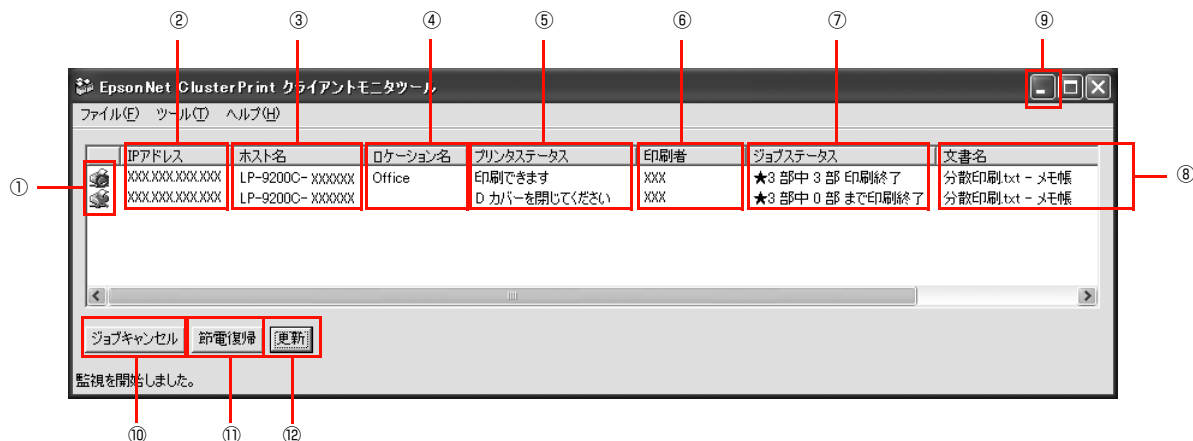 ② ③ ④ ⑤ ⑥ ⑦ ⑨
EpsonNet ClusterPrint クライアントモニタツール
ファイル(F) ツール(T) ヘルプ(H)
IPアドレス ホスト名 ロケーション名 プリンタステータス 印刷者 ジョブステータス 文書名
① XXX.XXX.XXX.XXX LP-9200C-XXXXXX Office 印刷できます XXX ★3 部中 3 部 印刷終了 分散印刷.txt - メモ帳 ⑧
XXX.XXX.XXX.XXX LP-9200C-XXXXXX D カバーを閉じてください XXX ★3 部中 0 部 まで印刷終了 分散印刷.txt - メモ帳
ジョブキャンセル 節電復帰 更新
監視を開始しました。
⑩ ⑪ ⑫